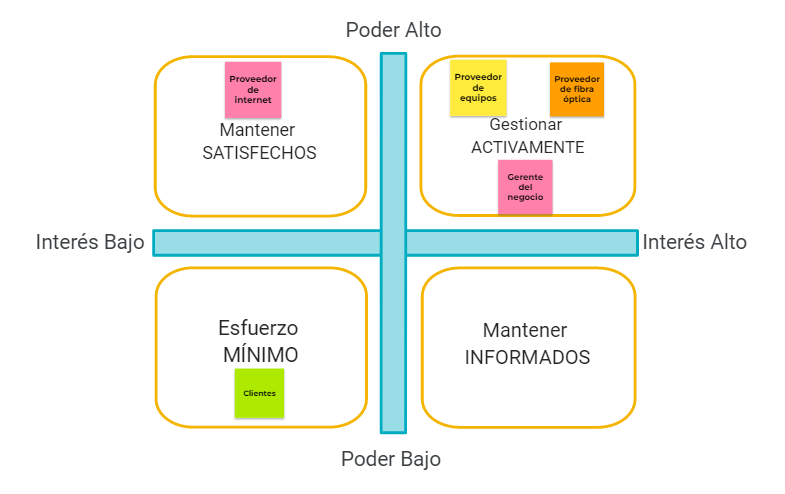 Poder Alto
Proveedor
de
internet
Mantener
SATISFECHOS
Proveedor
de
equipos
Proveedor
de fibra
óptica
Gestionar
ACTIVAMENTE
Gerente
del
negocio
Interés Bajo
Interés Alto
Esfuerzo
MÍNIMO
Clientes
Mantener
INFORMADOS
Poder Bajo